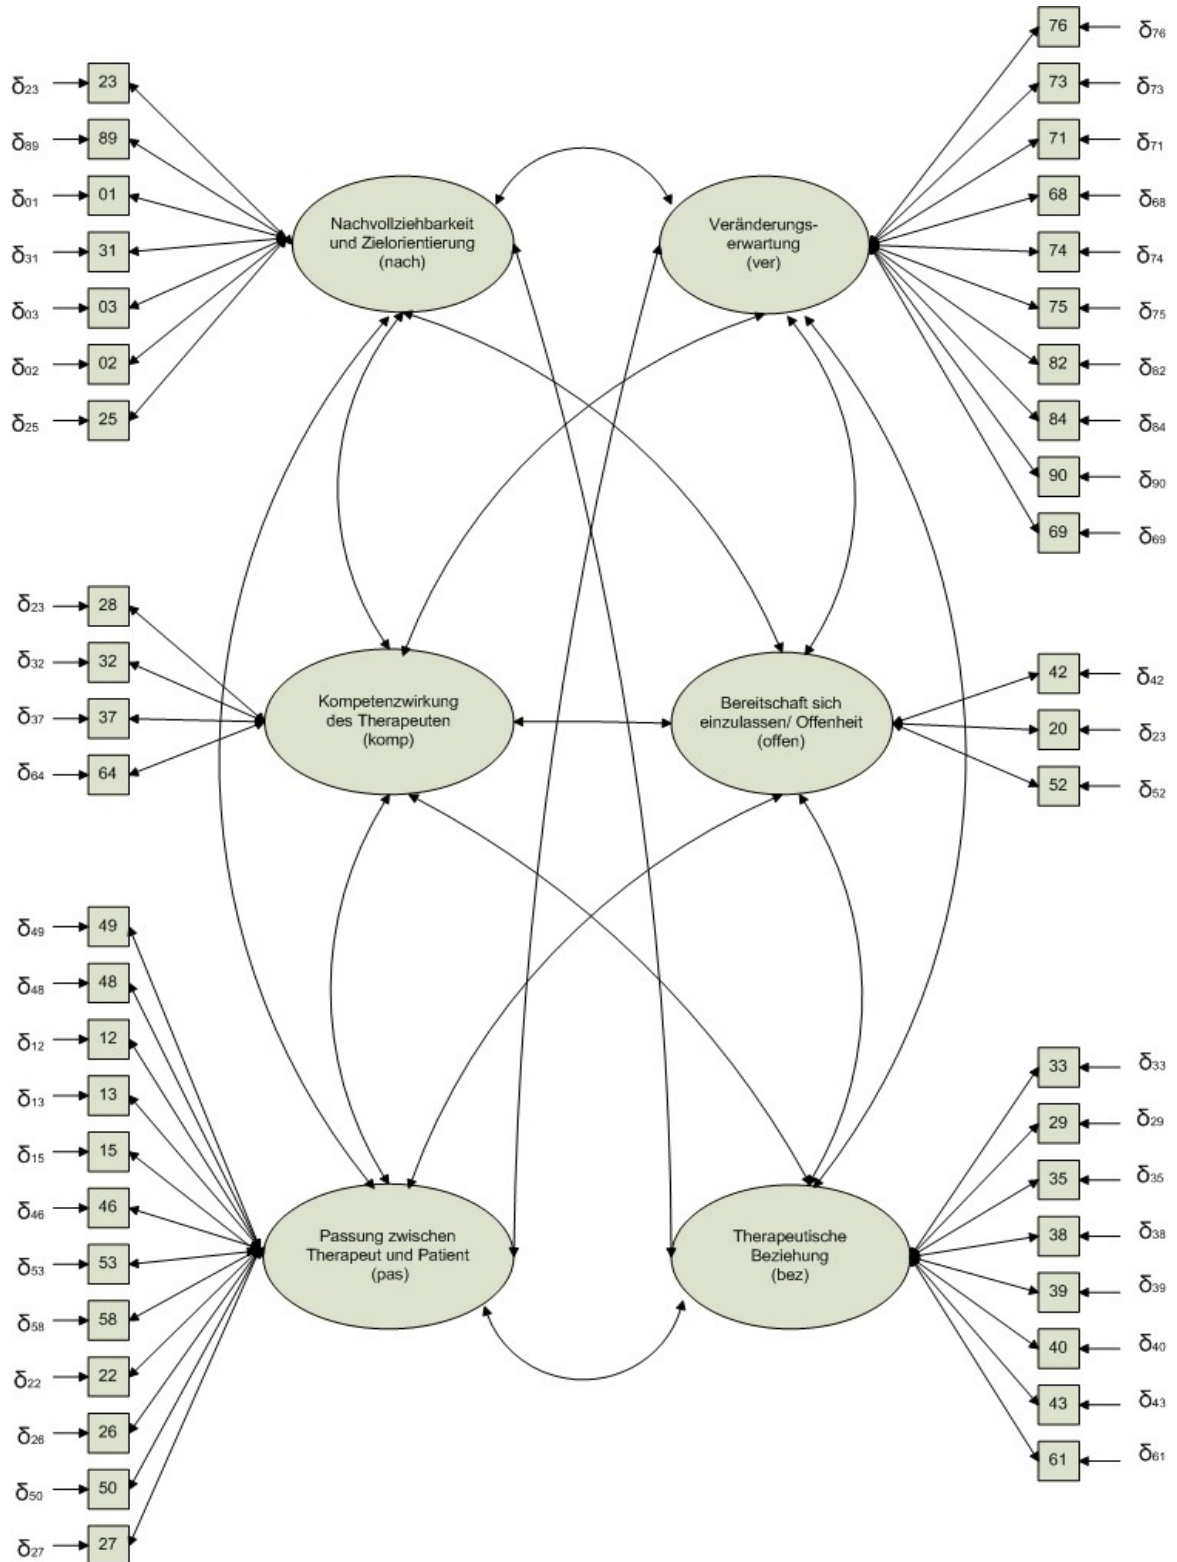 δ76
76
δ73
73
δ71
71
δ68
68
δ74
74
δ75
75
δ82
82
δ84
84
δ90
90
δ69
69
δ23
23
δ89
89
δ01
01
δ31
31
δ03
03
δ02
02
δ25
25
Nachvollziehbarkeit
und Zielorientierung
(nach)
Veränderungs-
erwartung
(ver)
δ23
28
δ32
32
δ37
37
δ64
64
Kompetenzwirkung
des Therapeuten
(komp)
Bereitschaft sich
einzulassen/ Offenheit
(offen)
42
δ42
20
δ23
52
δ52
δ49
49
δ48
48
δ12
12
δ13
13
δ15
15
δ46
46
δ53
53
δ58
58
δ22
22
δ26
26
δ50
50
δ27
27
Passung zwischen
Therapeut und Patient
(pas)
Therapeutische
Beziehung
(bez)
33
δ33
29
δ29
35
δ35
38
δ38
39
δ39
40
δ40
43
δ43
61
δ61